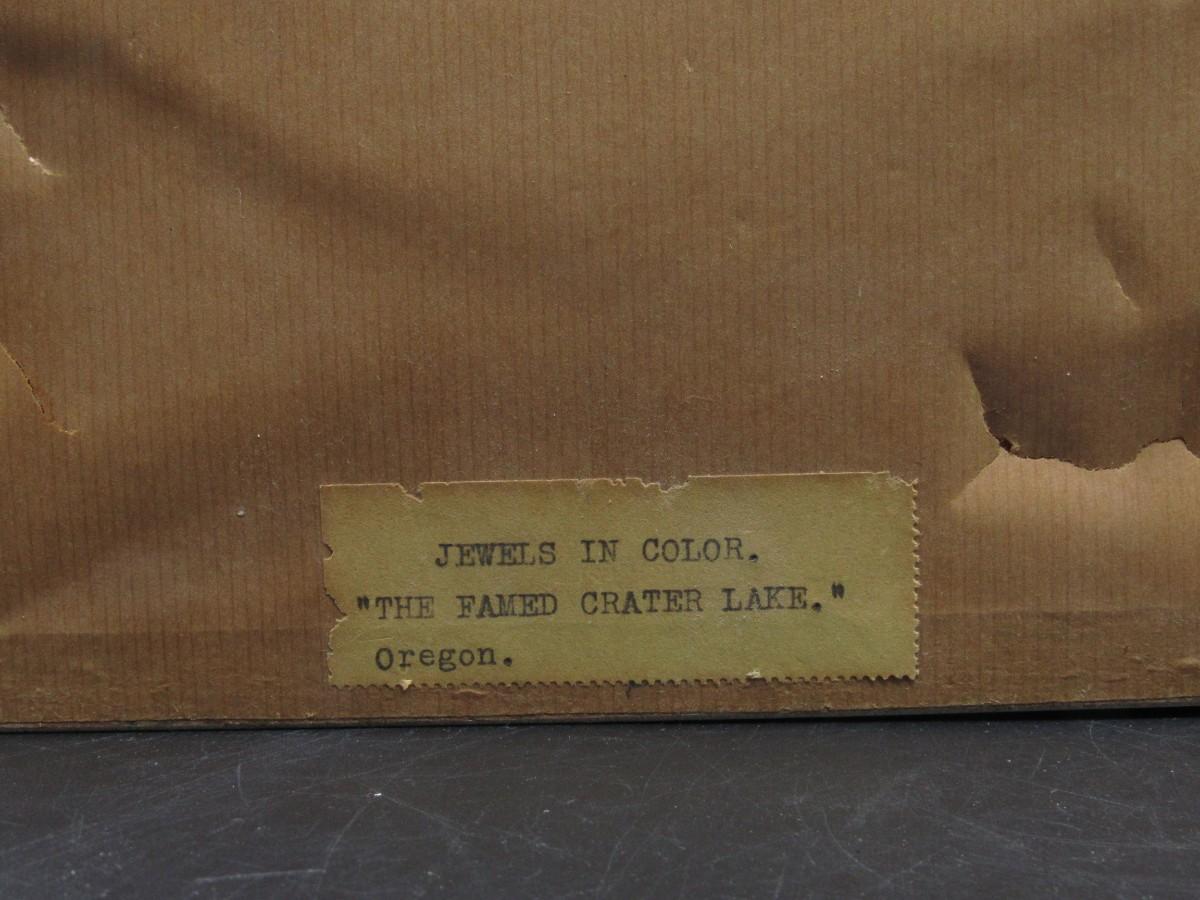 JEWELS IN COLOR.
"THE FAMED CRATER LAKE."
Oregon.